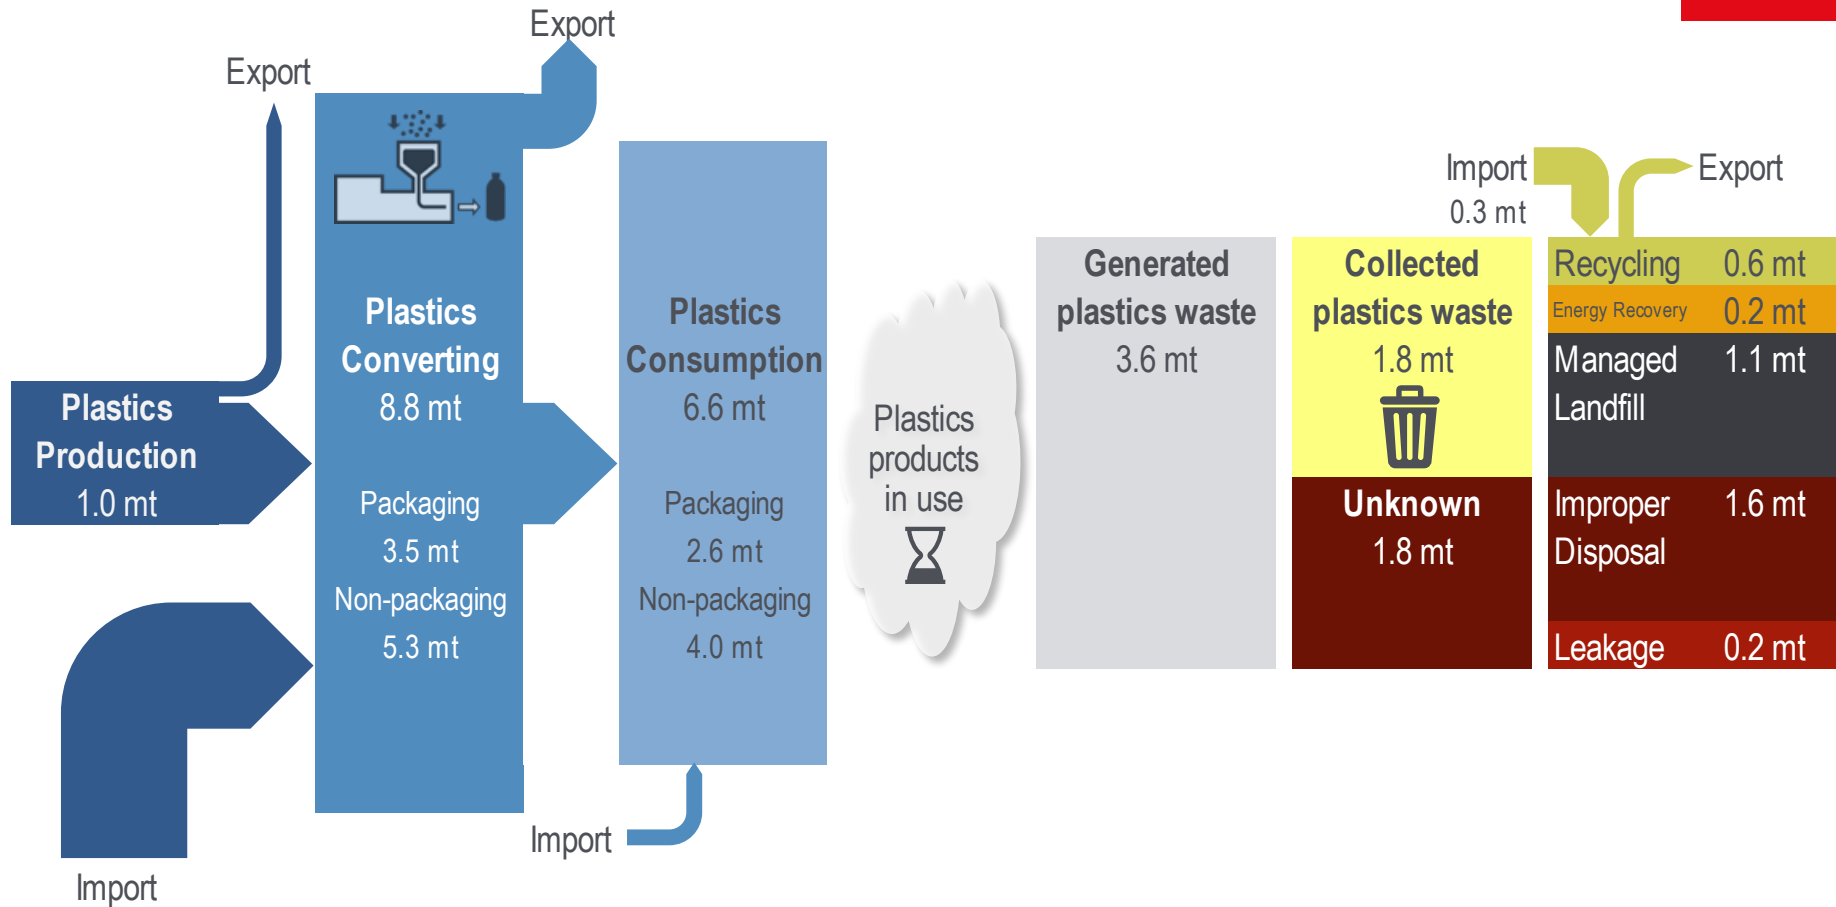 Export
Export
Plastics
Production
1.0 mt
Import
Plastics
Converting
8.8 mt
Packaging
3.5 mt
Non-packaging
5.3 mt
Plastics
Consumption
6.6 mt
Packaging
2.6 mt
Non-packaging
4.0 mt
Import
Plastics
products
in use
Generated
plastics waste
3.6 mt
Collected
plastics waste
1.8 mt
Unknown
1.8 mt
Import
0.3 mt
Export
Recycling 0.6 mt
Energy Recovery 0.2 mt
Managed 1.1 mt
Landfill
Improper 1.6 mt
Disposal
Leakage 0.2 mt